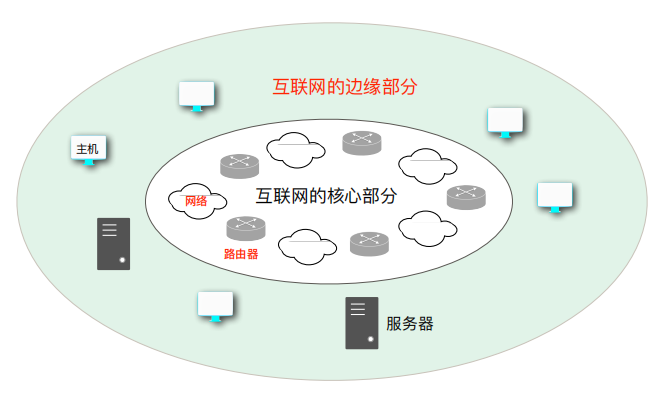 互联网的边缘部分
主机
互联网的核心部分
网络
路由器
服务器